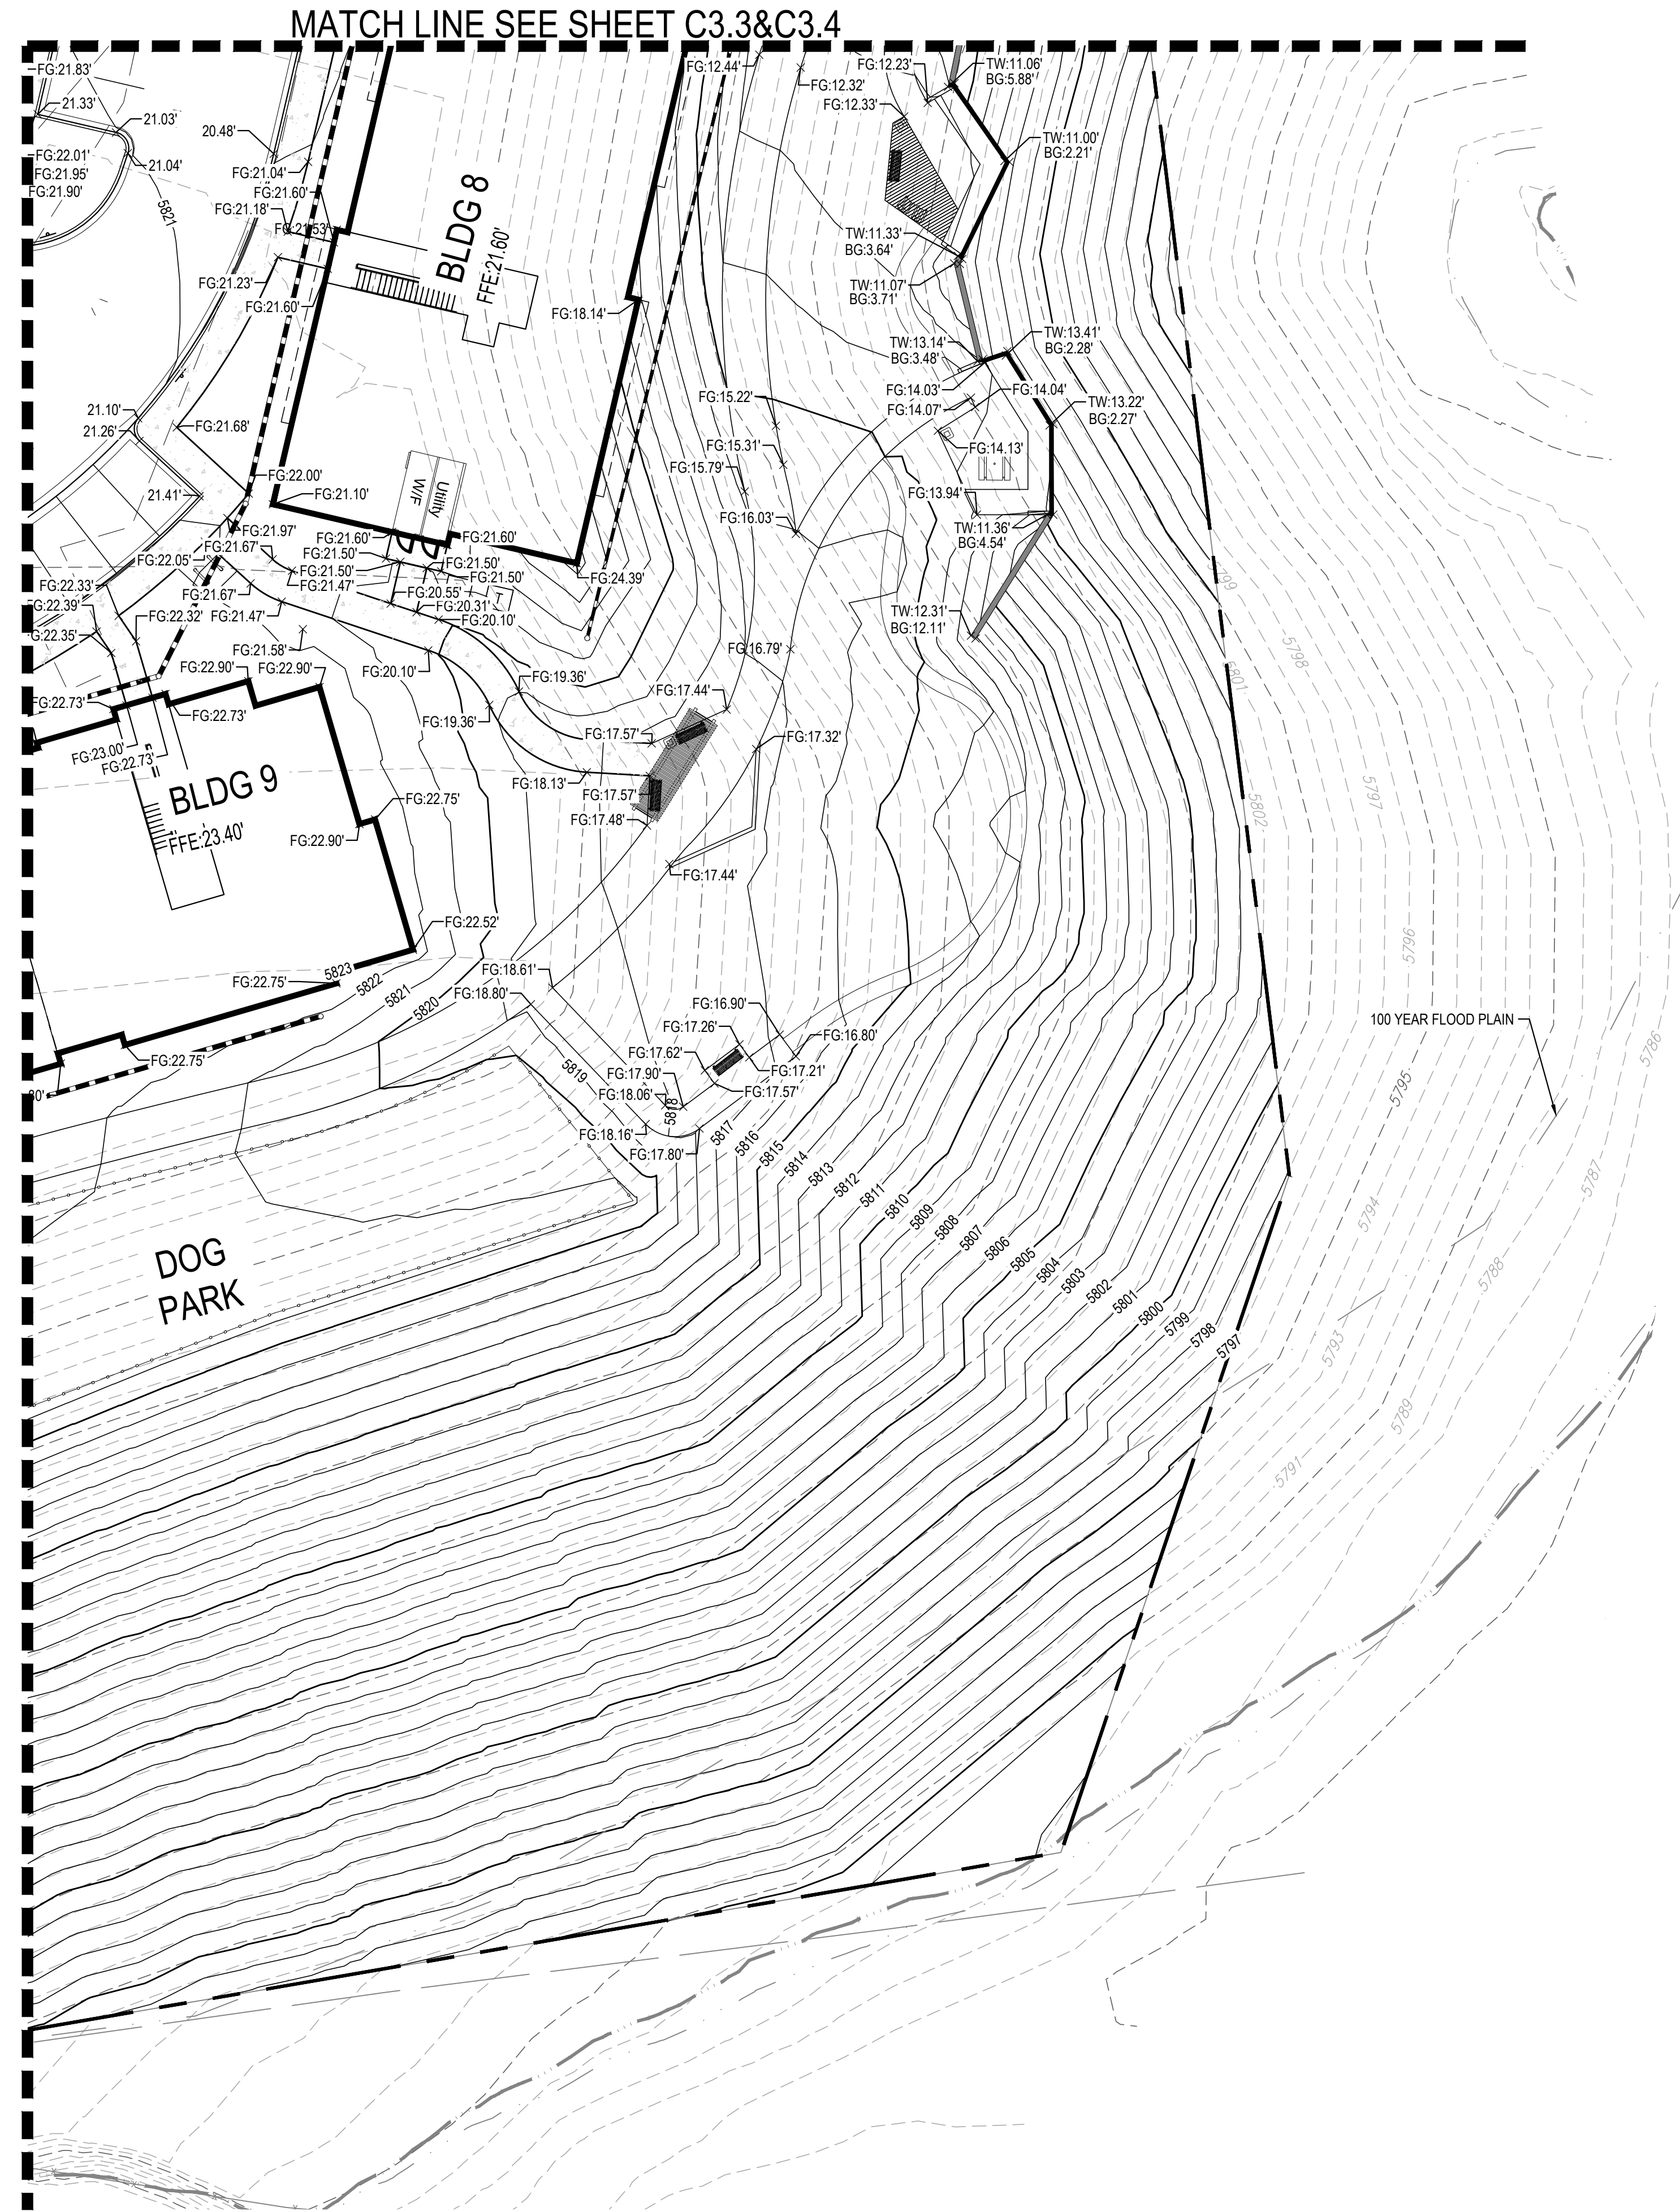 MATCH LINE SEE SHEET C3.3&C3.4
FG:21.83'
21.33'
21.03'
20.48'
FG:22.01'
FG:21.95'
FG:21.90'
21.04'
FG:21.04'
FG:21.60'
FG:21.18'
FG:21.53'
5821
FG:21.23'
FG:21.60'
BLDG 8
FFE:21.60'
FG:12.44'
FG:12.32'
FG:12.23'
FG:12.33'
TW:11.06'
BG:5.88'
TW:11.00'
BG:2.21'
TW:11.33'
BG:3.64'
TW:11.07'
BG:3.71'
FG:18.14'
TW:13.14'
BG:3.48'
TW:13.41'
BG:2.28'
FG:14.03'
FG:14.04'
FG:14.07'
TW:13.22'
BG:2.27'
FG:15.22'
FG:14.13'
FG:15.31'
FG:15.79'
FG:13.94'
FG:16.03'
TW:11.36'
BG:4.54'
21.10'
21.26'
FG:21.68'
FG:22.00'
FG:21.10'
21.41'
Utility
W/F
FG:21.97'
FG:21.67'
FG:21.60'
FG:21.60'
FG:21.50'
FG:21.50'
FG:22.05'
FG:21.50'
FG:21.50'
FG:21.47'
FG:24.39'
FG:22.33'
FG:21.67'
FG:20.55'
FG:22.32'
FG:21.47'
FG:20.31'
FG:20.10'
FG:21.58'
TW:12.31'
BG:12.11'
FG:16.79'
FG:22.90'
FG:22.90'
FG:20.10'
FG:19.36'
FG:17.44'
FG:22.73'
FG:22.73'
FG:19.36'
FG:17.57'
FG:17.32'
FG:23.00'
FG:22.73'
BLDG 9
FFE:23.40'
FG:18.13'
FG:17.57'
FG:22.75'
FG:17.48'
FG:22.90'
FG:17.44'
5799
5798
5801
5797
5802
5796
FG:22.52'
FG:22.75'
5823
5822
5821
5820
FG:18.61'
FG:18.80'
FG:16.90'
FG:17.26'
FG:16.80'
FG:17.62'
FG:17.21'
FG:17.90'
FG:17.57'
FG:18.06'
FG:22.75'
5819
5818
FG:18.16'
FG:17.80'
100 YEAR FLOOD PLAIN
5786
5795
5787
5794
5788
5793
5789
5791
5817
5816
5815
5814
5813
5812
5811
5810
5809
5808
5807
5806
5805
5804
5803
5802
5801
5800
5799
5798
5797
DOG
PARK